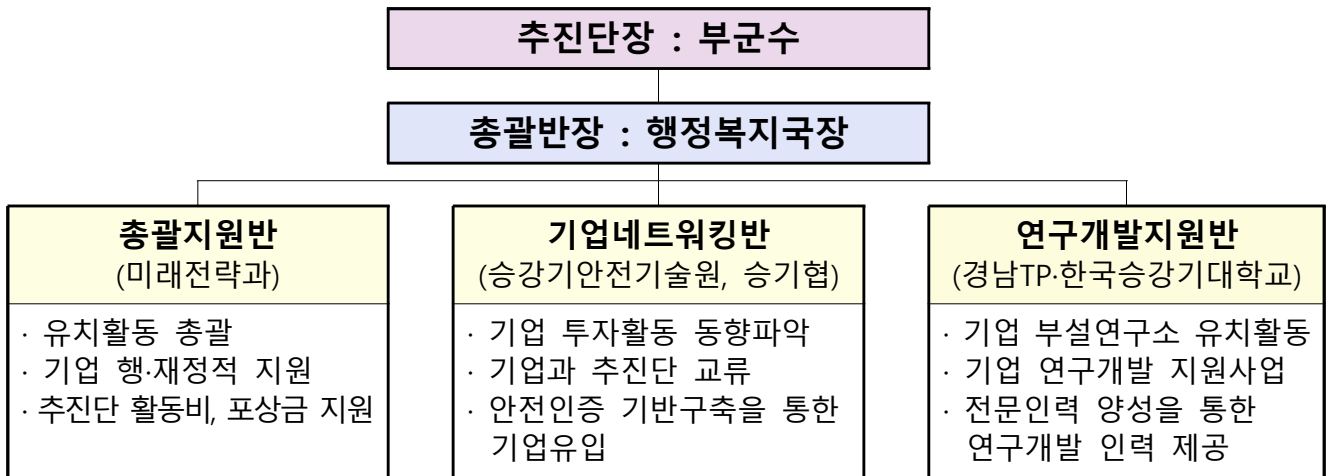 추진단장 : 부군수
총괄반장 : 행정복지국장
총괄지원반
(미래전략과)
· 유치활동 총괄
· 기업 행·재정적 지원
· 추진단 활동비, 포상금 지원
기업네트워킹반
(승강기안전기술원, 승기협)
· 기업 투자활동 동향파악
· 기업과 추진단 교류
· 안전인증 기반구축을 통한
기업유입
연구개발지원반
(경남TP·한국승강기대학교)
· 기업 부설연구소 유치활동
· 기업 연구개발 지원사업
· 전문인력 양성을 통한
연구개발 인력 제공